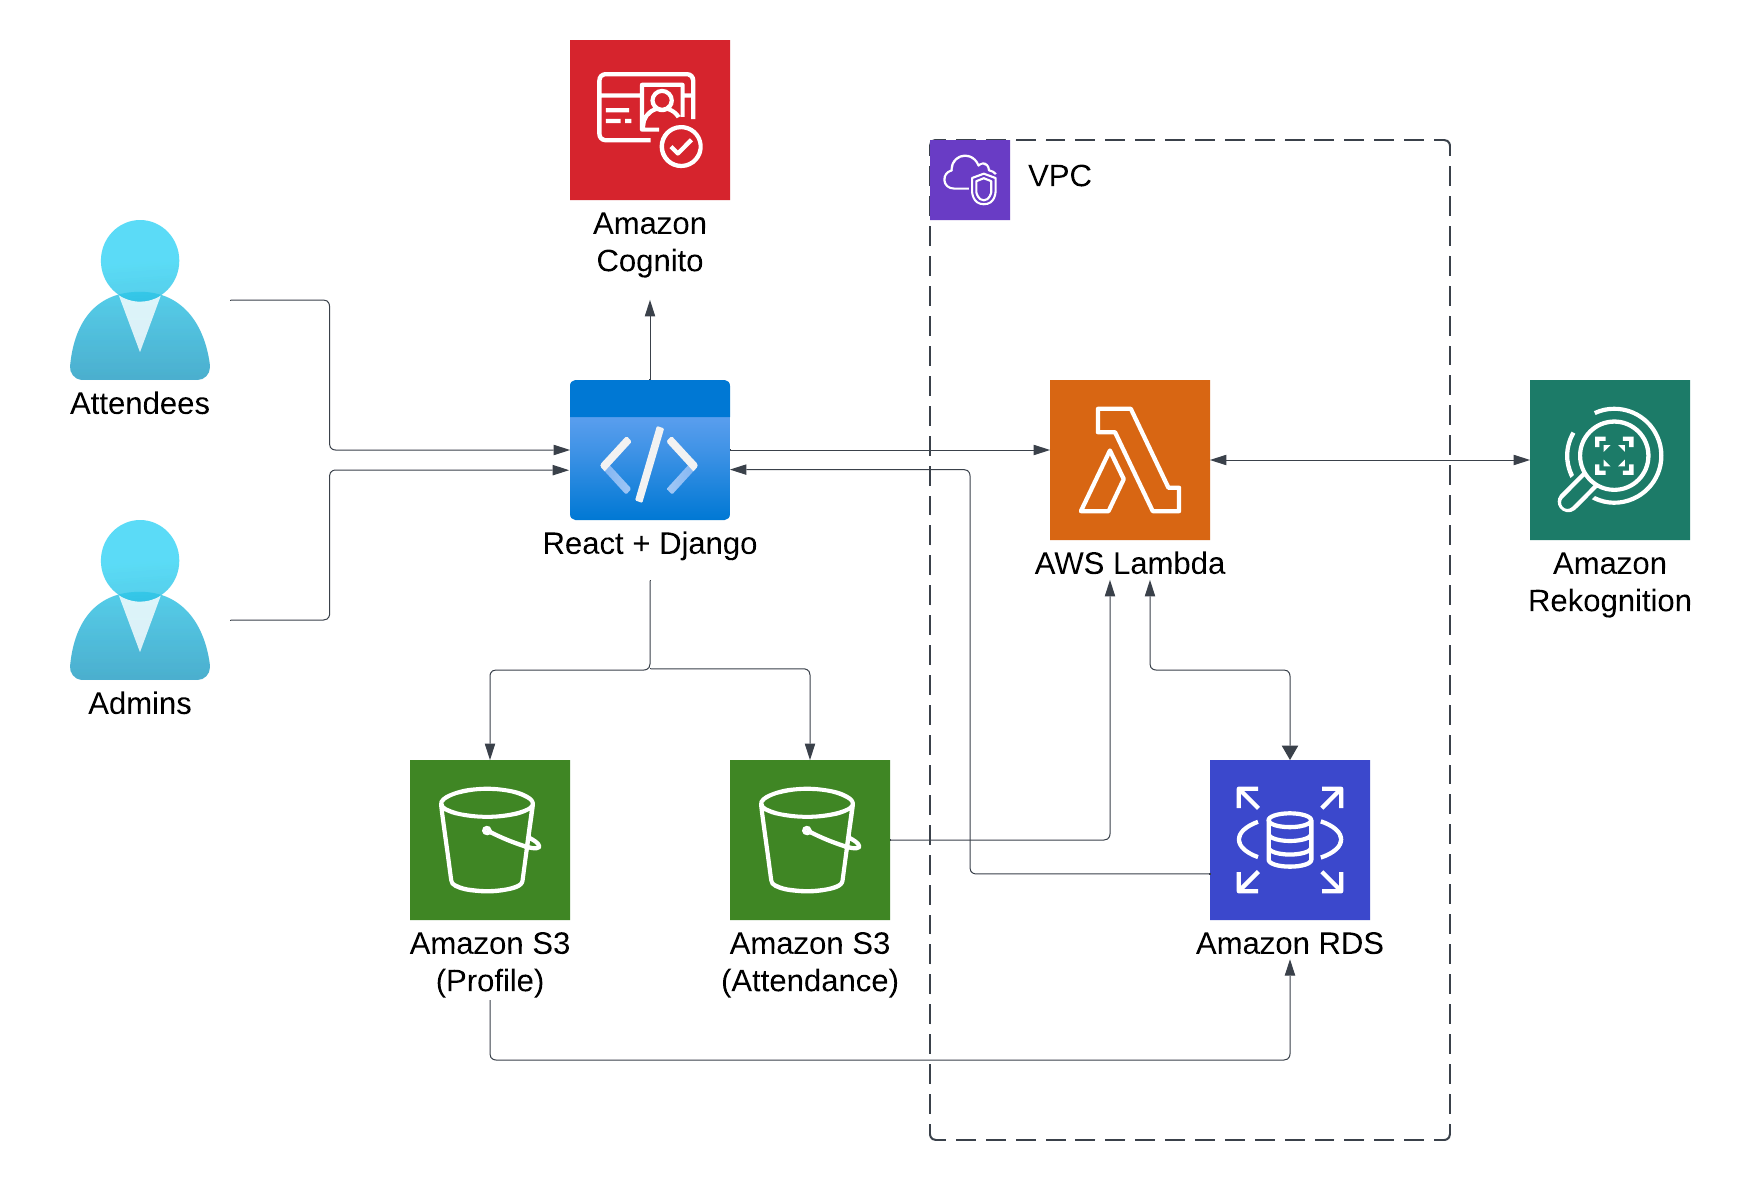 Amazon
Cognito
VPC
Attendees
React + Django
AWS Lambda
Amazon
Rekognition
Admins
Amazon S3
(Profile)
Amazon S3
(Attendance)
Amazon RDS